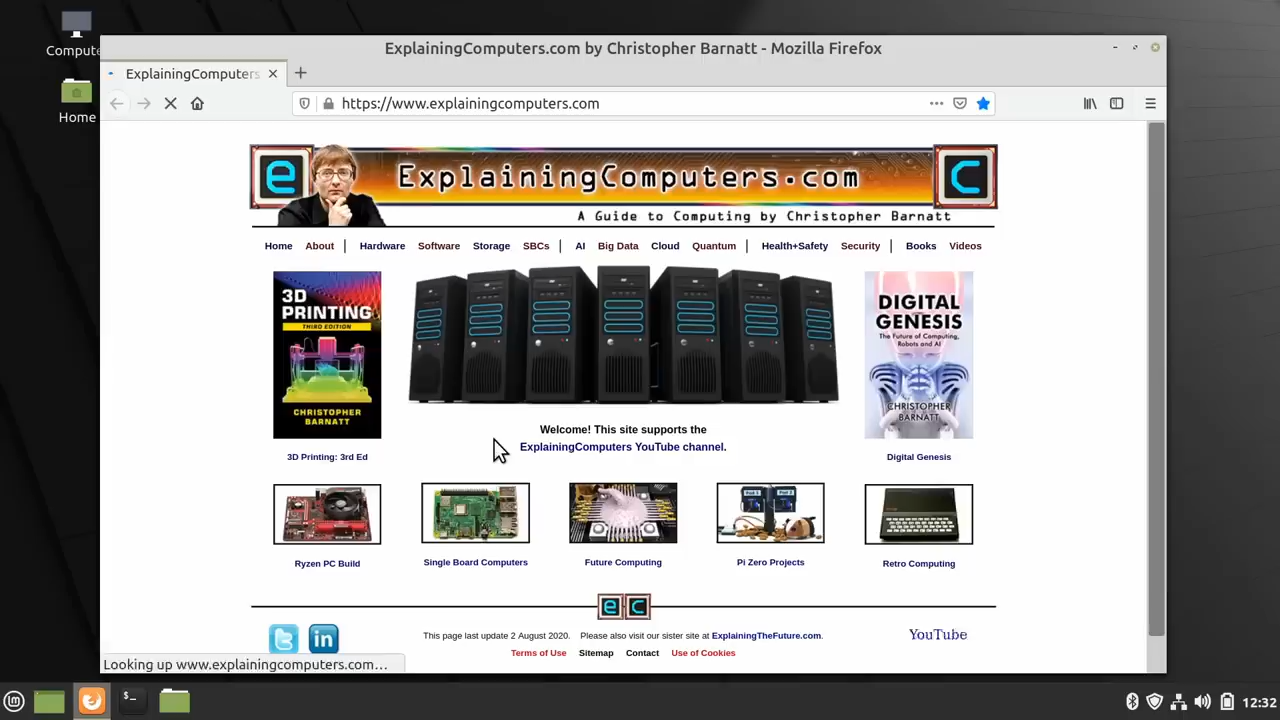 Compute
Home
ExplainingComputers.com by Christopher Barnatt - Mozilla Firefox
ExplainingComputers
https://www.explainingcomputers.com
e ExplainingComputers.com C
A Guide to Computing by Christopher Barnatt
Home About | Hardware Software Storage SBCs | AI Big Data Cloud Quantum | Health+Safety Security | Books Videos
3D
PRINTING
THIRD EDITION
CHRISTOPHER
BARNATT
3D Printing: 3rd Ed
Welcome! This site supports the
ExplainingComputers YouTube channel.
DIGITAL
GENESIS
The Future of Computing,
Robots and AI
CHRISTOPHER
BARNATT
Digital Genesis
Ryzen PC Build
Single Board Computers
Future Computing
Pi Zero Projects
Retro Computing
e c
in
This page last update 2 August 2020. Please also visit our sister site at ExplainingTheFuture.com.
YouTube
Terms of Use Sitemap Contact Use of Cookies
Looking up www.explainingcomputers.com…
12:32